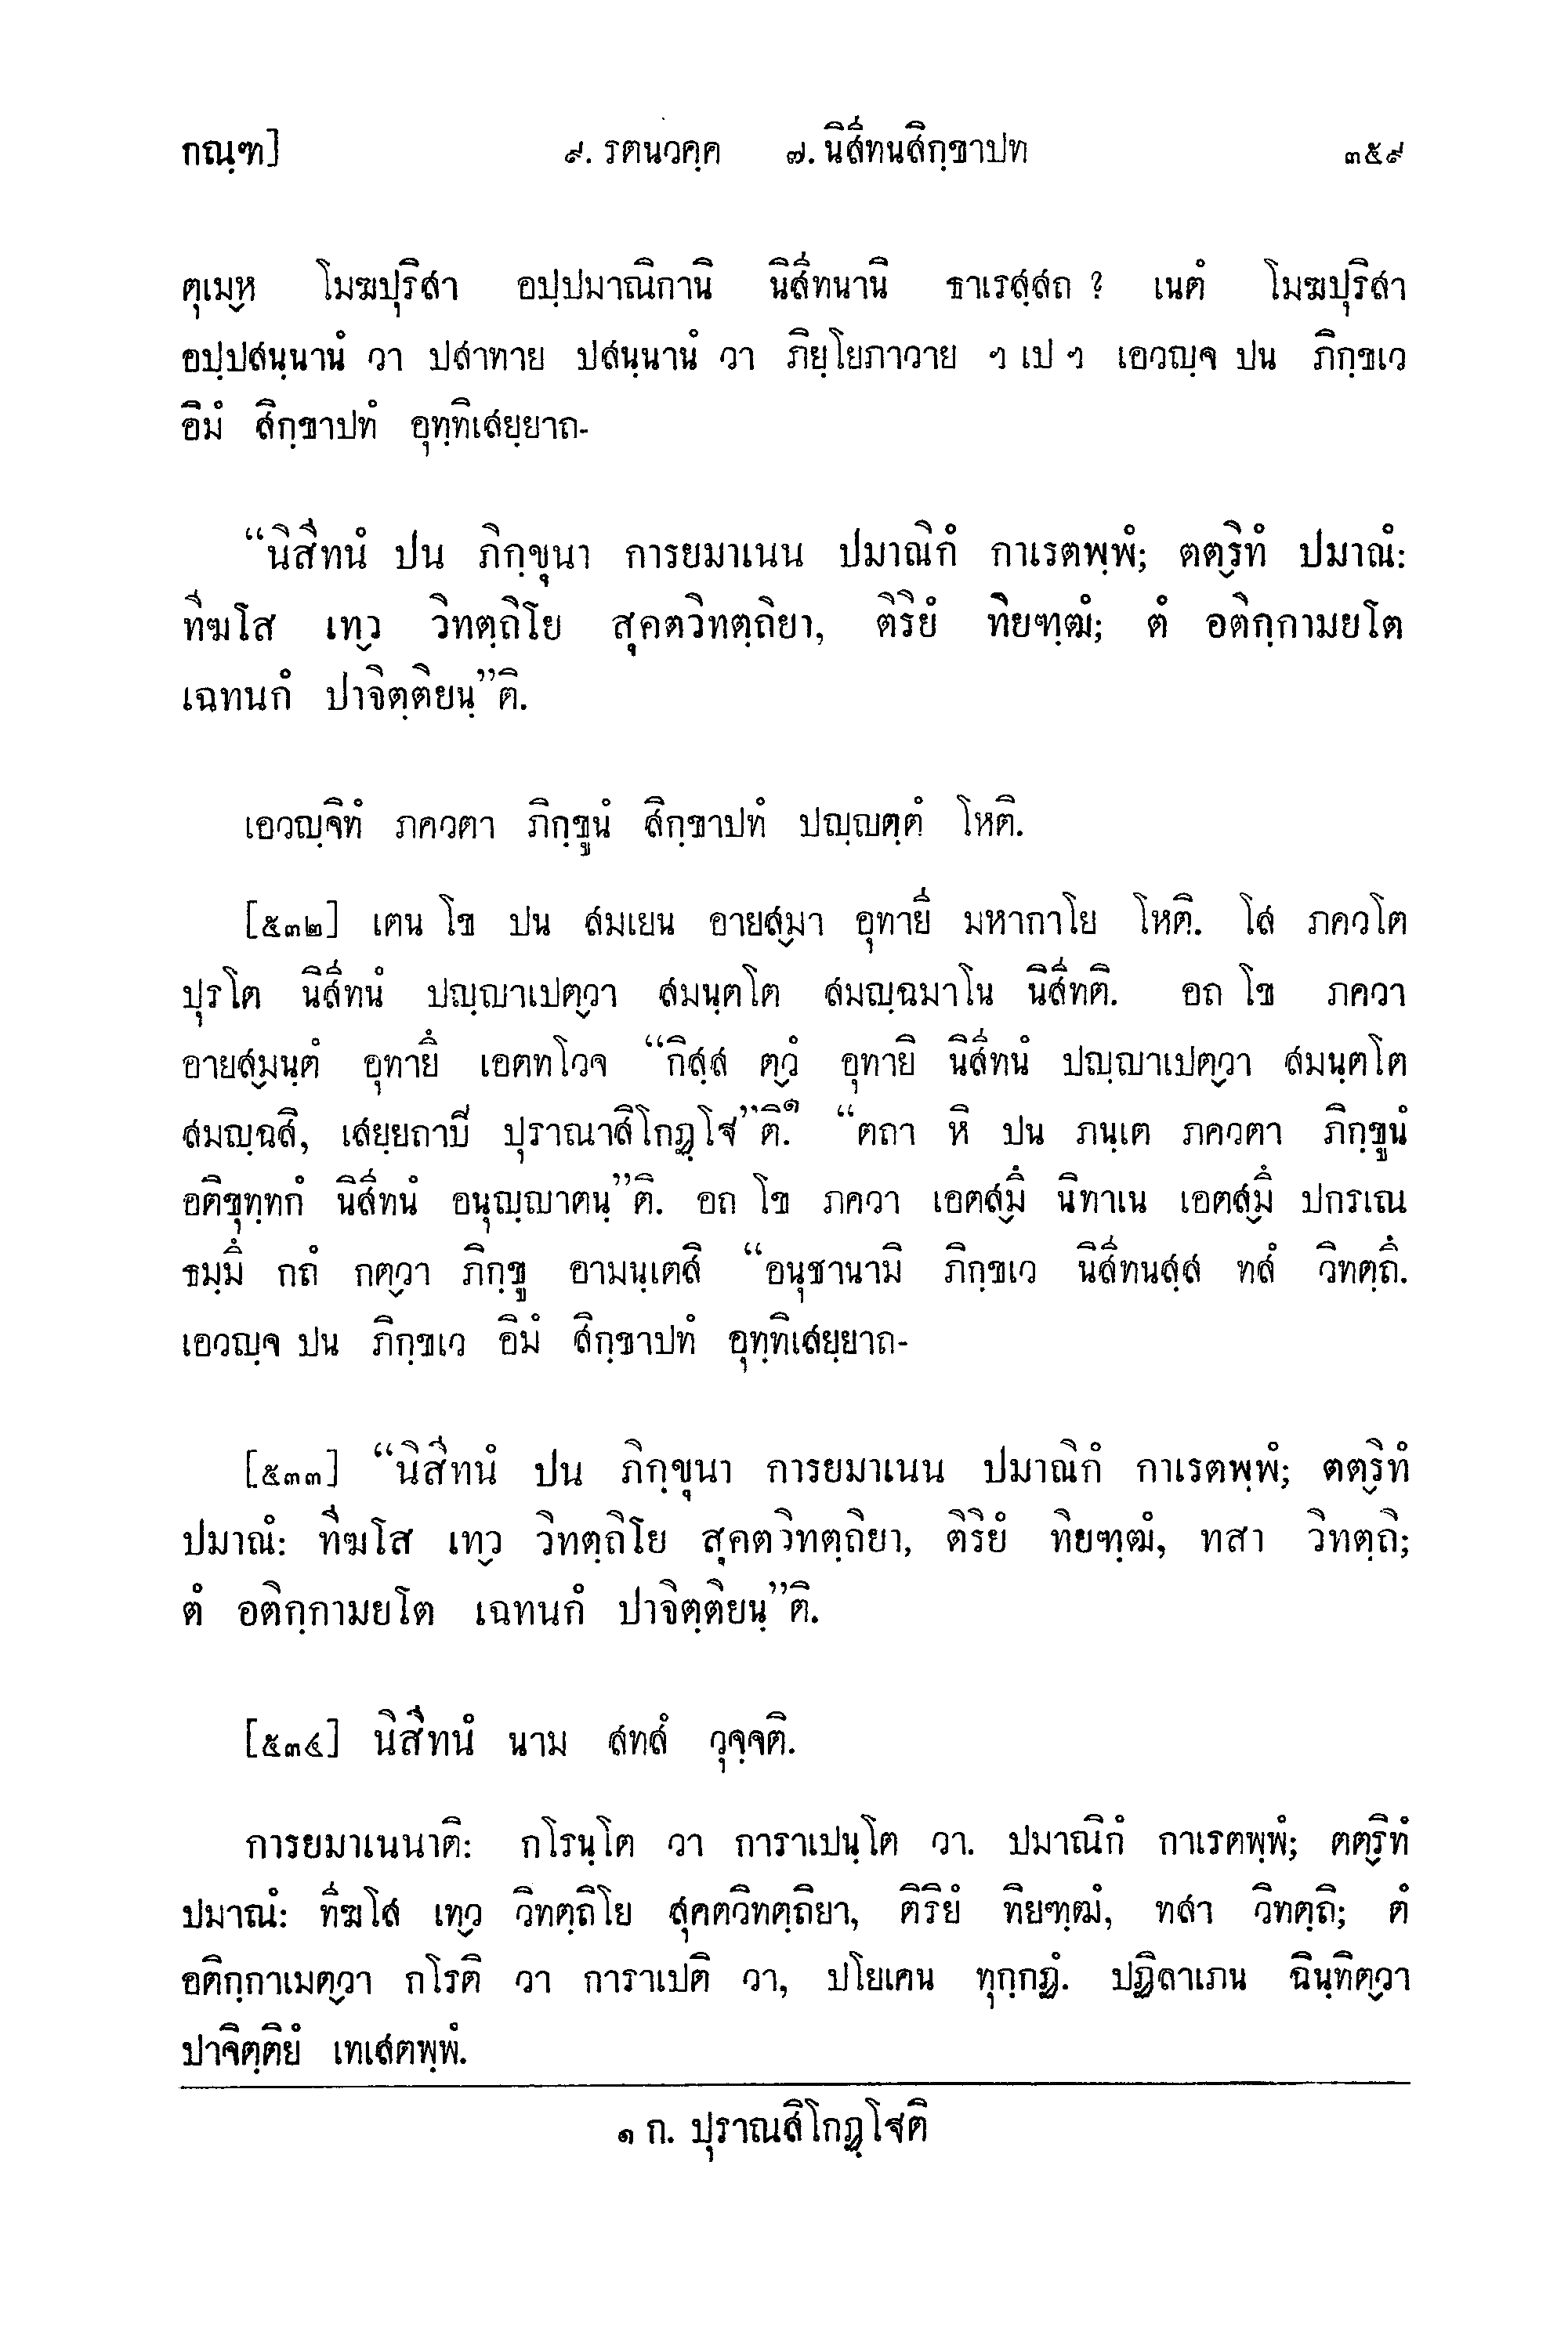 กณฺฑ] ๙. รตนวคฺค ๗. นิสีทนสิกฺขาปท ๓๕๙
ตุเมฺห โมฆปุริสา อปฺปมาณิกานิ นิสีทนานิ ธาเรสฺสถ ? เนตํ โมฆปุริสา
อปฺปสนฺนานํ วา ปสาทาย ปสนฺนานํ วา ภิยฺโยภาวาย ฯ เป ฯ เอวญฺจ ปน ภิกฺขเว
อิมํ สิกฺขาปทํ อุทฺทิเสยฺยาถ-
“นิสีทนํ ปน ภิกฺขุนา การยมาเนน ปมาณิกํ กาเรตพฺพํ; ตตฺริทํ ปมาณํ:
ทีฆโส เทฺว วิทตฺถิโย สุคตวิทตฺถิยา, ติริยํ ทิยฑฺฒํ; ตํ อติกฺกามยโต
เฉทนกํ ปาจิตฺติยนฺ”ติ.
เอวญฺจิทํ ภควตา ภิกฺขูนํ สิกฺขาปทํ ปญฺญตฺตํ โหติ.
[๕๓๒] เตน โข ปน สมเยน อายสฺมา อุทายี มหากาโย โหติ. โส ภควโต
ปุรโต นิสีทนํ ปญฺญาเปตฺวา สมนฺตโต สมญฺฉมาโน นิสีทติ. อถ โข ภควา
อายสฺมนฺตํ อุทายึ เอตทโวจ “กิสฺส ตฺวํ อุทายิ นิสีทนํ ปญฺญาเปตฺวา สมนฺตโต
สมญฺฉสิ, เสยฺยถาปิ ปุราณาสิโกฏฺโฐ”ติ.๑ “ตถา หิ ปน ภนฺเต ภควตา ภิกฺขูนํ
อติขุทฺทกํ นิสีทนํ อนุญฺญาตนฺ”ติ. อถ โข ภควา เอตสฺมึ นิทาเน เอตสฺมึ ปกรเณ
ธมฺมึ กถํ กตฺวา ภิกฺขู อามนฺเตสิ “อนุชานามิ ภิกฺขเว นิสีทนสฺส ทสํ วิทตฺถึ.
เอวญฺจ ปน ภิกฺขเว อิมํ สิกฺขาปทํ อุทฺทิเสยฺยาถ-
[๕๓๓] “นิสีทนํ ปน ภิกฺขุนา การยมาเนน ปมาณิกํ กาเรตพฺพํ; ตตฺริทํ
ปมาณํ: ทีฆโส เทฺว วิทตฺถิโย สุคตวิทตฺถิยา, ติริยํ ทิยฑฺฒํ, ทสา วิทตฺถิ;
ตํ อติกฺกามยโต เฉทนกํ ปาจิตฺติยนฺ”ติ.
[๕๓๔] นิสีทนํ นาม สทสํ วุจฺจติ.
การยมาเนนาติ: กโรนฺโต วา การาเปนฺโต วา. ปมาณิกํ กาเรตพฺพํ; ตตฺริทํ
ปมาณํ: ทีฆโส เทฺว วิทตฺถิโย สุคตวิทตฺถิยา, ติริยํ ทิยฑฺฒํ, ทสา วิทตฺถิ; ตํ
อติกฺกาเมตฺวา กโรติ วา การาเปติ วา, ปโยเคน ทุกฺกฏํ. ปฏิลาเภน ฉินฺทิตฺวา
ปาจิตฺติยํ เทเสตพฺพํ.
๑ ก. ปุราณสิโกฏฺโฐติ